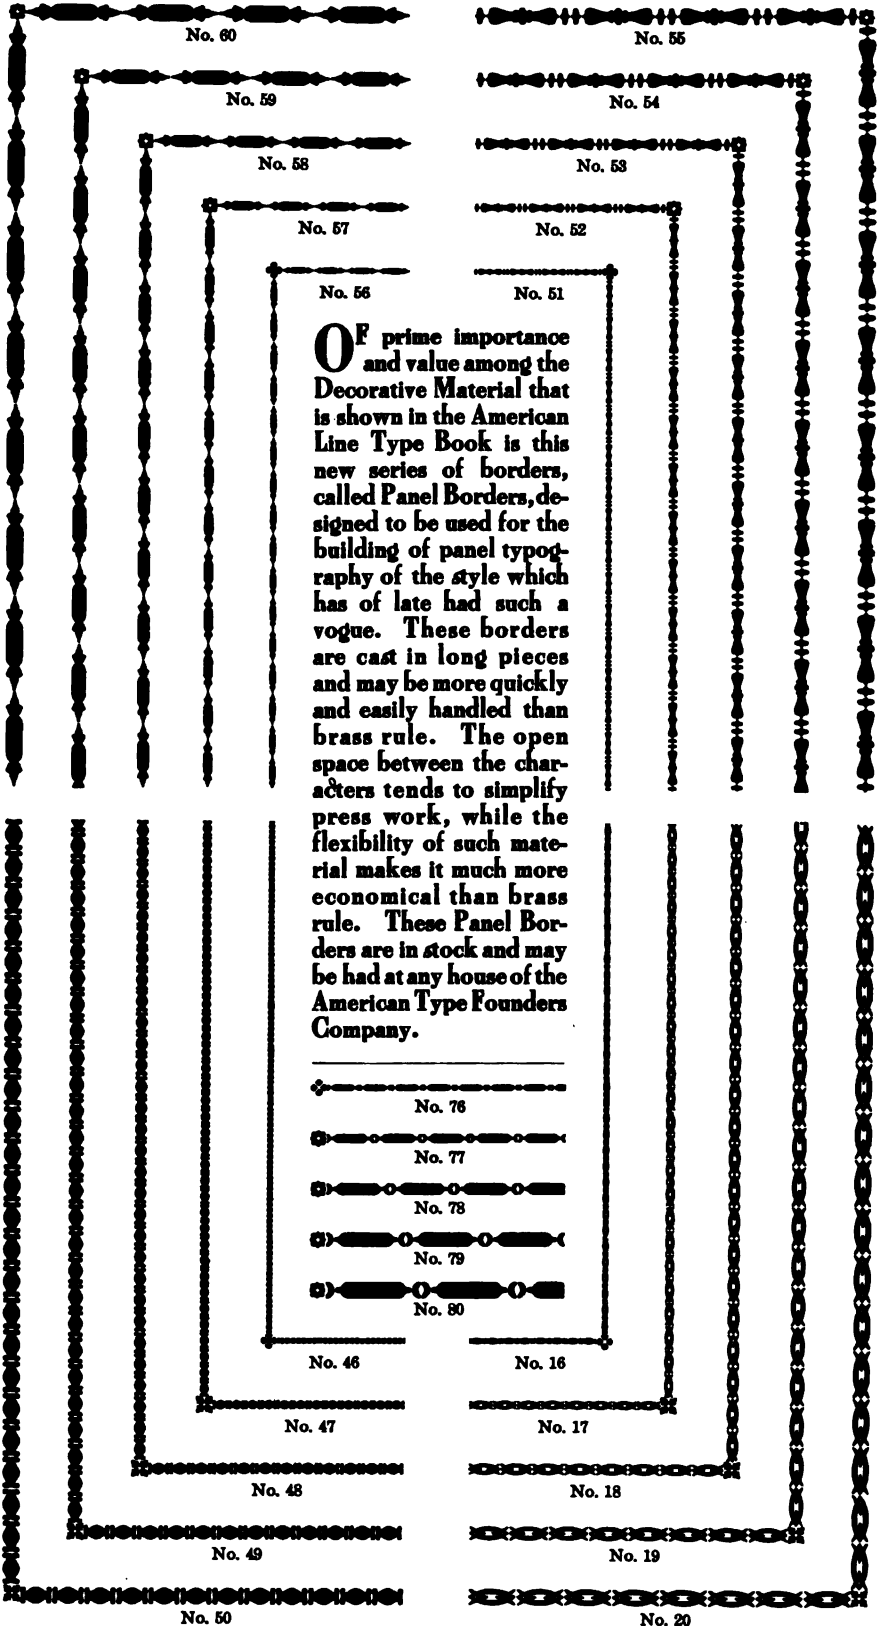 No. 60
No. 55
No. 59
No. 54
No. 58
No. 53
No. 57
No. 52
No. 56
No. 51
OF prime importance
and value among the
Decorative Material that
is shown in the American
Line Type Book is this
new series of borders,
called Panel Borders, de-
signed to be used for the
building of panel typog-
raphy of the style which
has of late had such a
vogue. These borders
are cast in long pieces
and may be more quickly
and easily handled than
brass rule. The open
space between the char-
acters tends to simplify
press work, while the
flexibility of such mate-
rial makes it much more
economical than brass
rule. These Panel Bor-
ders are in stock and may
be had at any house of the
American Type Founders
Company.
No. 76
No. 77
No. 78
No. 79
No. 80
No. 46
No. 16
No. 47
No. 17
No. 48
No. 18
No. 49
No. 19
No. 50
No. 20